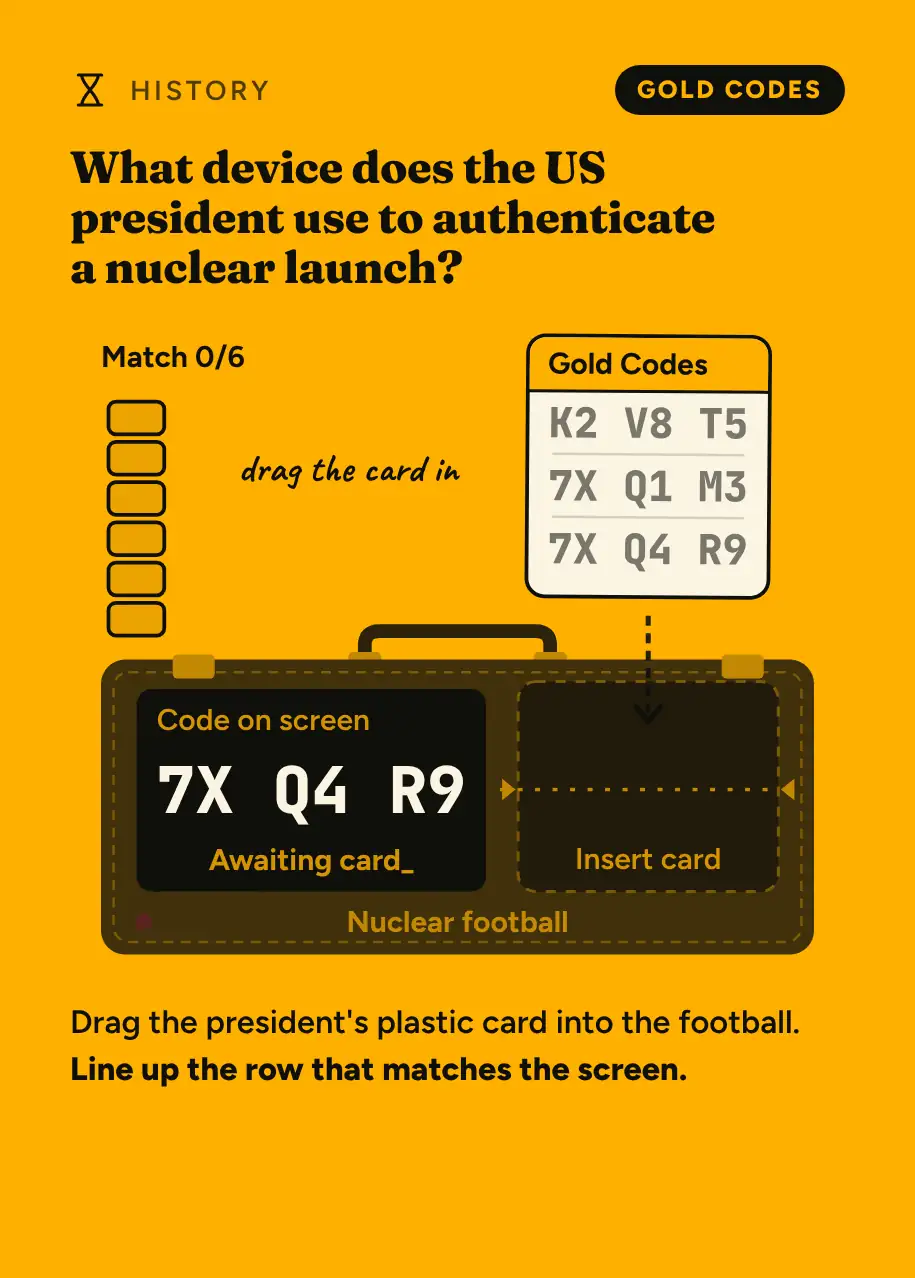 HISTORY
GOLD CODES
What device does the US
president use to authenticate
a nuclear launch?
Match 0/6
drag the card in
Gold Codes
K2 V8 T5
7X Q1 M3
7X Q4 R9
Code on screen
7X Q4 R9
Awaiting card_
Insert card
Nuclear football
Drag the president's plastic card into the football.
Line up the row that matches the screen.